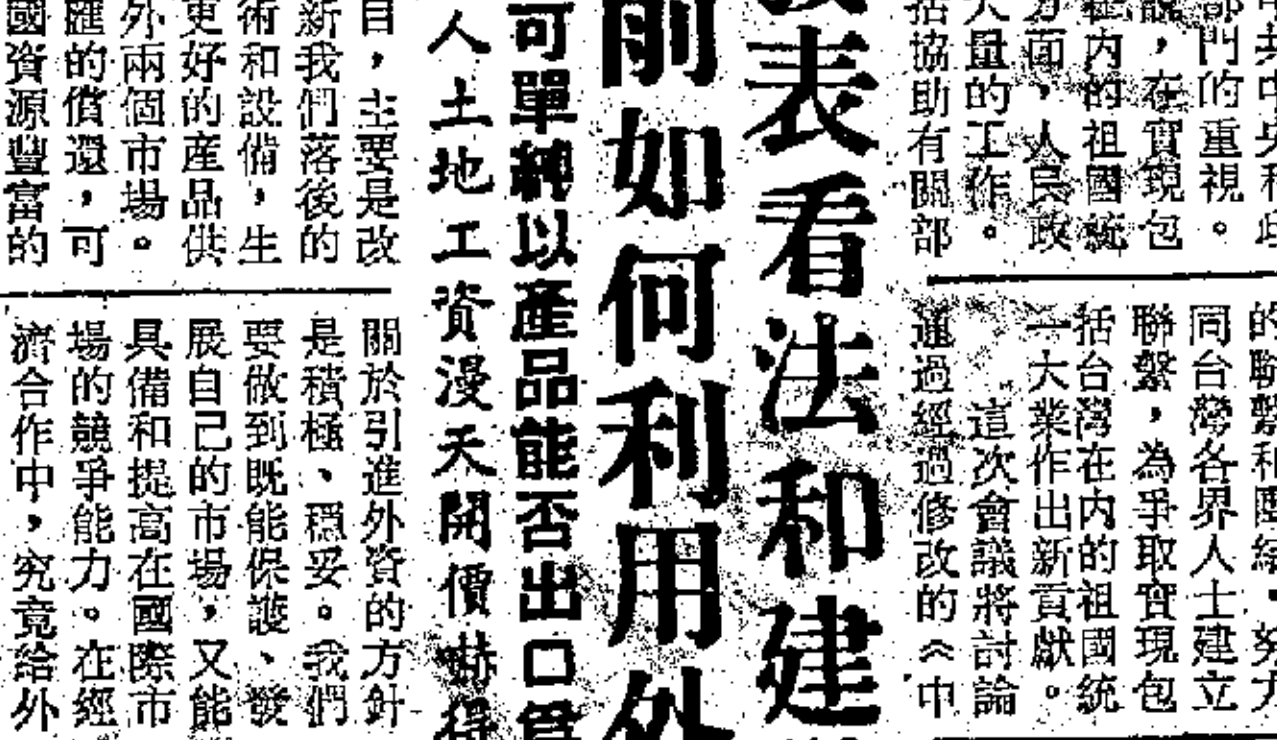 共中央和
部門的重視。
說，在實現包
在內的祖國統
方面，人民政
大量的工作。
括協助有關部
的聯繫和團結，努力
同台灣各界人士建立
聯繫，為爭取實現包
括台灣在內的祖國統
一大業作出新貢獻。
這次會議將討論
通過經過修改的《中
表看法和建
前如何利用外
可單純以產品能否出口為
人土地工資漫天開價嚇得
目，主要是改
新我們落後的
術和設備，生
更好的產品供
外兩個市場。
匯的償還，可
國資源豐富的
關於引進外資的方針
是積極、穩妥。我們
要做到既能保護、發
展自己的市場，又能
具備和提高在國際市
場的競爭能力。在經
濟合作中，究竟給外